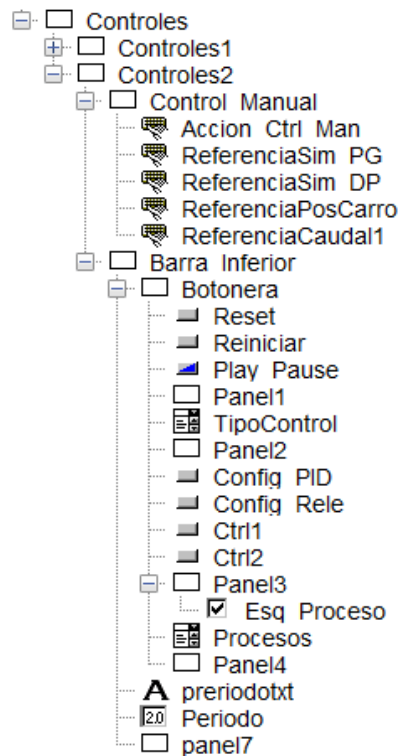 Controles
Controles1
Controles2
Control Manual
Accion Ctrl Man
ReferenciaSim PG
ReferenciaSim DP
ReferenciaPosCarro
ReferenciaCaudal1
Barra Inferior
Botonera
Reset
Reiniciar
Play Pause
Panel1
TipoControl
Panel2
Config PID
Config Rele
Ctrl1
Ctrl2
Panel3
Esq Proceso
Procesos
Panel4
A preriodotxt
2.0 Periodo
panel7